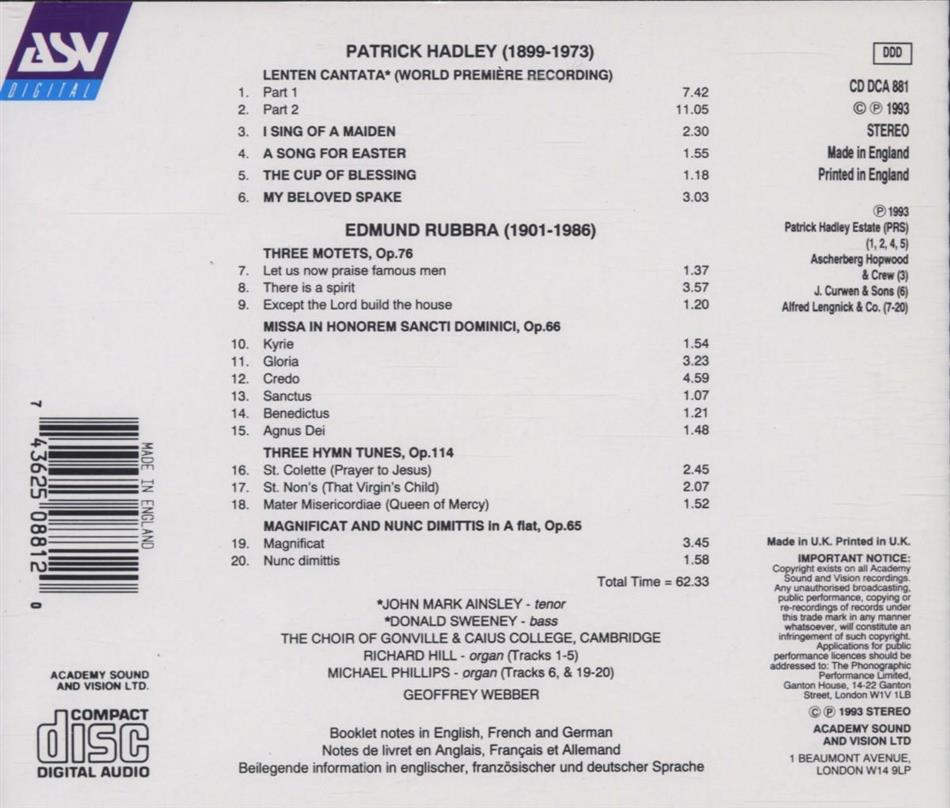 ASV
DIGITAL
PATRICK HADLEY (1899-1973)
LENTEN CANTATA* (WORLD PREMIÈRE RECORDING)
1. Part 1 7.42
2. Part 2 11.05
3. I SING OF A MAIDEN 2.30
4. A SONG FOR EASTER 1.55
5. THE CUP OF BLESSING 1.18
6. MY BELOVED SPAKE 3.03
EDMUND RUBBRA (1901-1986)
THREE MOTETS, Op.76
7. Let us now praise famous men 1.37
8. There is a spirit 3.57
9. Except the Lord build the house 1.20
MISSA IN HONOREM SANCTI DOMINICI, Op.66
10. Kyrie 1.54
11. Gloria 3.23
12. Credo 4.59
13. Sanctus 1.07
14. Benedictus 1.21
15. Agnus Dei 1.48
THREE HYMN TUNES, Op.114
16. St. Colette (Prayer to Jesus) 2.45
17. St. Non's (That Virgin's Child) 2.07
18. Mater Misericordiae (Queen of Mercy) 1.52
MAGNIFICAT AND NUNC DIMITTIS in A flat, Op.65
19. Magnificat 3.45
20. Nunc dimittis 1.58
Total Time = 62.33
*JOHN MARK AINSLEY - tenor
*DONALD SWEENEY - bass
THE CHOIR OF GONVILLE & CAIUS COLLEGE, CAMBRIDGE
RICHARD HILL - organ (Tracks 1-5)
MICHAEL PHILLIPS - organ (Tracks 6, & 19-20)
GEOFFREY WEBBER
Booklet notes in English, French and German
Notes de livret en Anglais, Français et Allemand
Beilegende information in englischer, französischer und deutscher Sprache
DDD
CD DCA 881
© ℗ 1993
STEREO
Made in England
Printed in England
℗ 1993
Patrick Hadley Estate (PRS)
(1, 2, 4, 5)
Ascherberg Hopwood
& Crew (3)
J. Curwen & Sons (6)
Alfred Lengnick & Co. (7-20)
Made in U.K. Printed in U.K.
IMPORTANT NOTICE:
Copyright exists on all Academy
Sound and Vision recordings.
Any unauthorised broadcasting,
public performance, copying or
re-recordings of records under
this trade mark in any manner
whatsoever, will constitute an
infringement of such copyright.
Applications for public
performance licences should be
addressed to: The Phonographic
Performance Limited,
Ganton House, 14-22 Ganton
Street, London W1V 1LB
© ℗ 1993 STEREO
ACADEMY SOUND
AND VISION LTD
1 BEAUMONT AVENUE,
LONDON W14 9LP
7 43625 08812 0
MADE IN ENGLAND
ACADEMY SOUND
AND VISION LTD.
COMPACT
disc
DIGITAL AUDIO